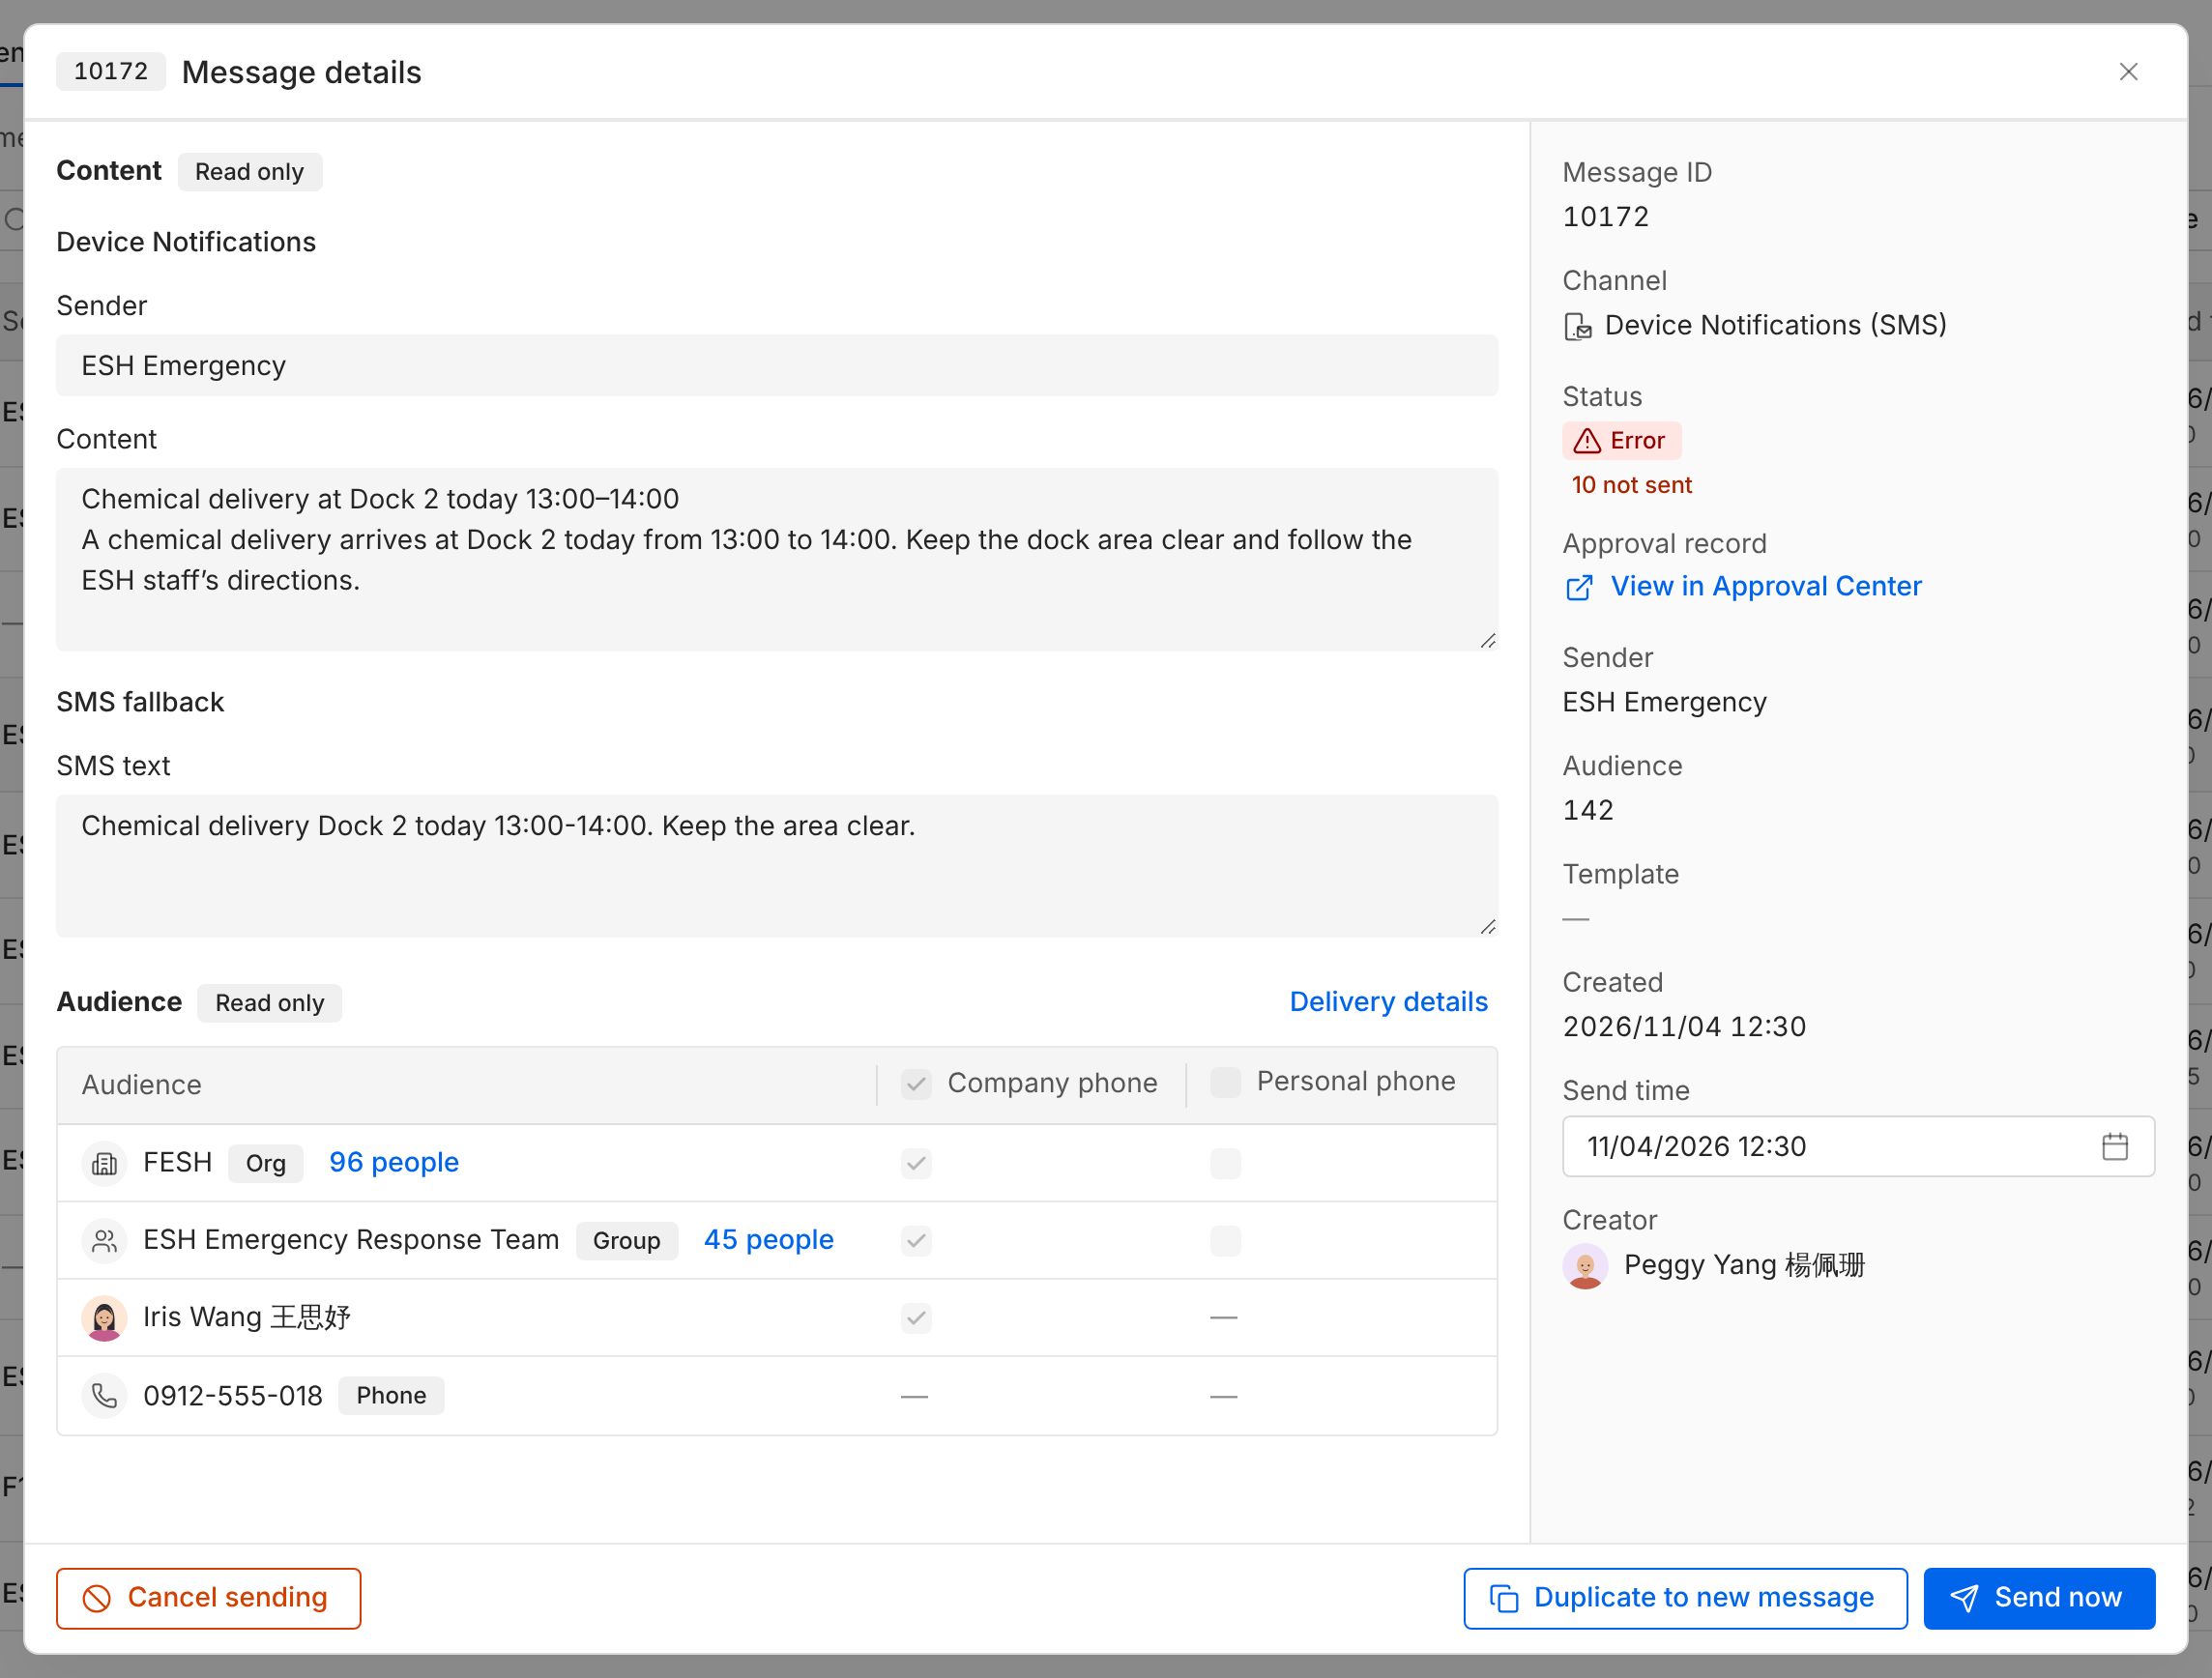 10172 Message details
Content Read only
Device Notifications
Sender
ESH Emergency
Content
Chemical delivery at Dock 2 today 13:00–14:00
A chemical delivery arrives at Dock 2 today from 13:00 to 14:00. Keep the dock area clear and follow the
ESH staff’s directions.
SMS fallback
SMS text
Chemical delivery Dock 2 today 13:00-14:00. Keep the area clear.
Audience Read only Delivery details
Audience Company phone Personal phone
FESH Org 96 people
ESH Emergency Response Team Group 45 people
Iris Wang 王思妤 —
0912-555-018 Phone — —
Message ID
10172
Channel
Device Notifications (SMS)
Status
Error
10 not sent
Approval record
View in Approval Center
Sender
ESH Emergency
Audience
142
Template
—
Created
2026/11/04 12:30
Send time
11/04/2026 12:30
Creator
Peggy Yang 楊佩珊
Cancel sending Duplicate to new message Send now